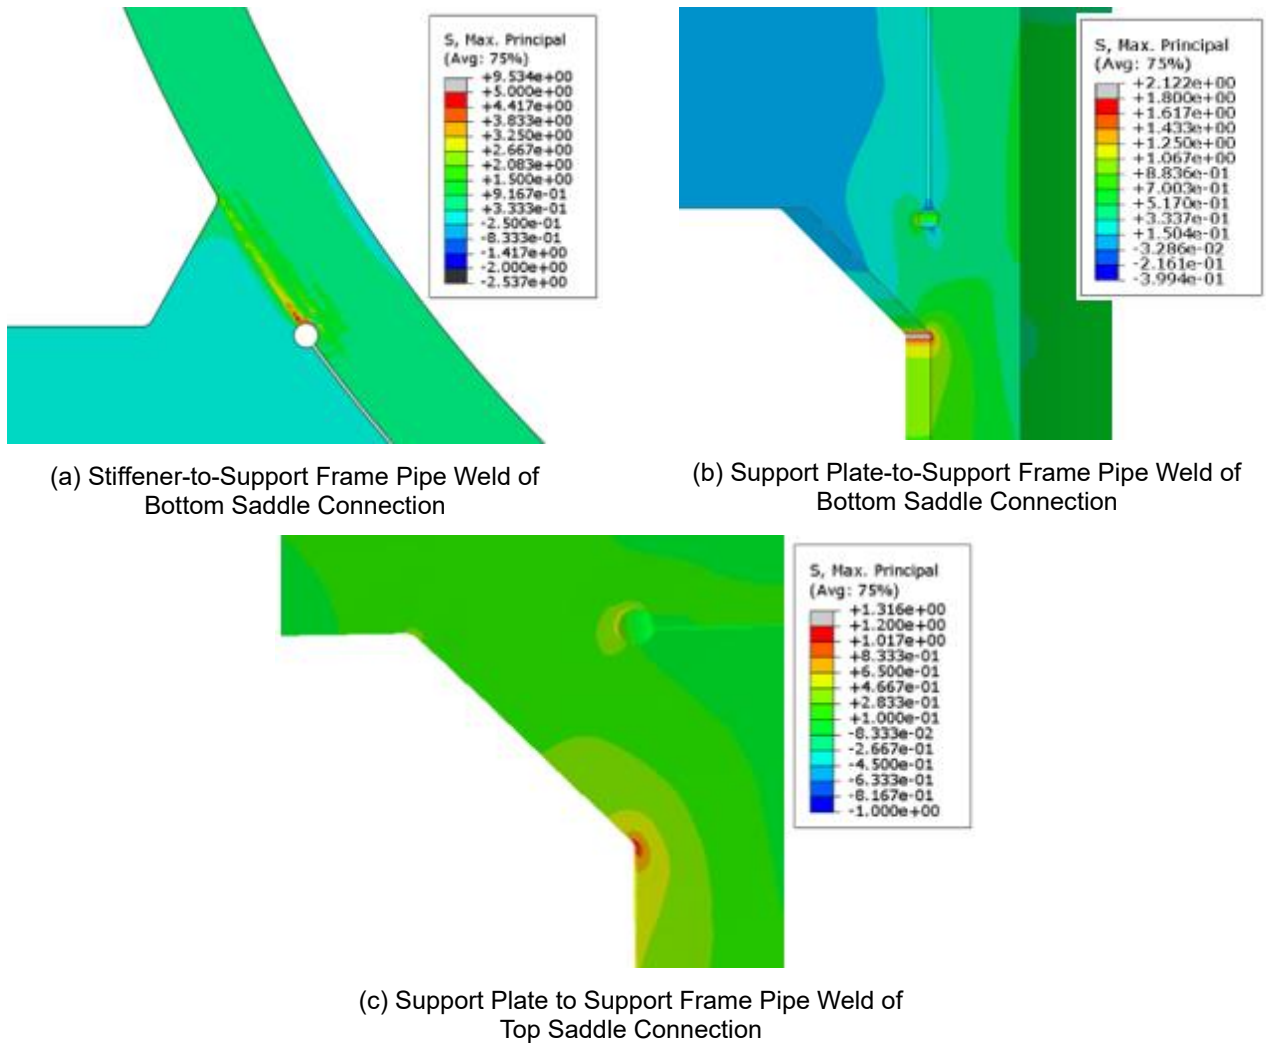 S, Max. Principal
(Avg: 75%)
+9.534e+00
+5.000e+00
+4.417e+00
+3.833e+00
+3.250e+00
+2.667e+00
+2.083e+00
+1.500e+00
+9.167e-01
+3.333e-01
-2.500e-01
-8.333e-01
-1.417e+00
-2.000e+00
-2.537e+00
S, Max. Principal
(Avg: 75%)
+2.122e+00
+1.800e+00
+1.617e+00
+1.433e+00
+1.250e+00
+1.067e+00
+8.836e-01
+7.003e-01
+5.170e-01
+3.337e-01
+1.504e-01
-3.286e-02
-2.161e-01
-3.994e-01
(a) Stiffener-to-Support Frame Pipe Weld of
Bottom Saddle Connection
(b) Support Plate-to-Support Frame Pipe Weld of
Bottom Saddle Connection
S, Max. Principal
(Avg: 75%)
+1.316e+00
+1.200e+00
+1.017e+00
+8.333e-01
+6.500e-01
+4.667e-01
+2.833e-01
+1.000e-01
-8.333e-02
-2.667e-01
-4.500e-01
-6.333e-01
-8.167e-01
-1.000e+00
(c) Support Plate to Support Frame Pipe Weld of
Top Saddle Connection